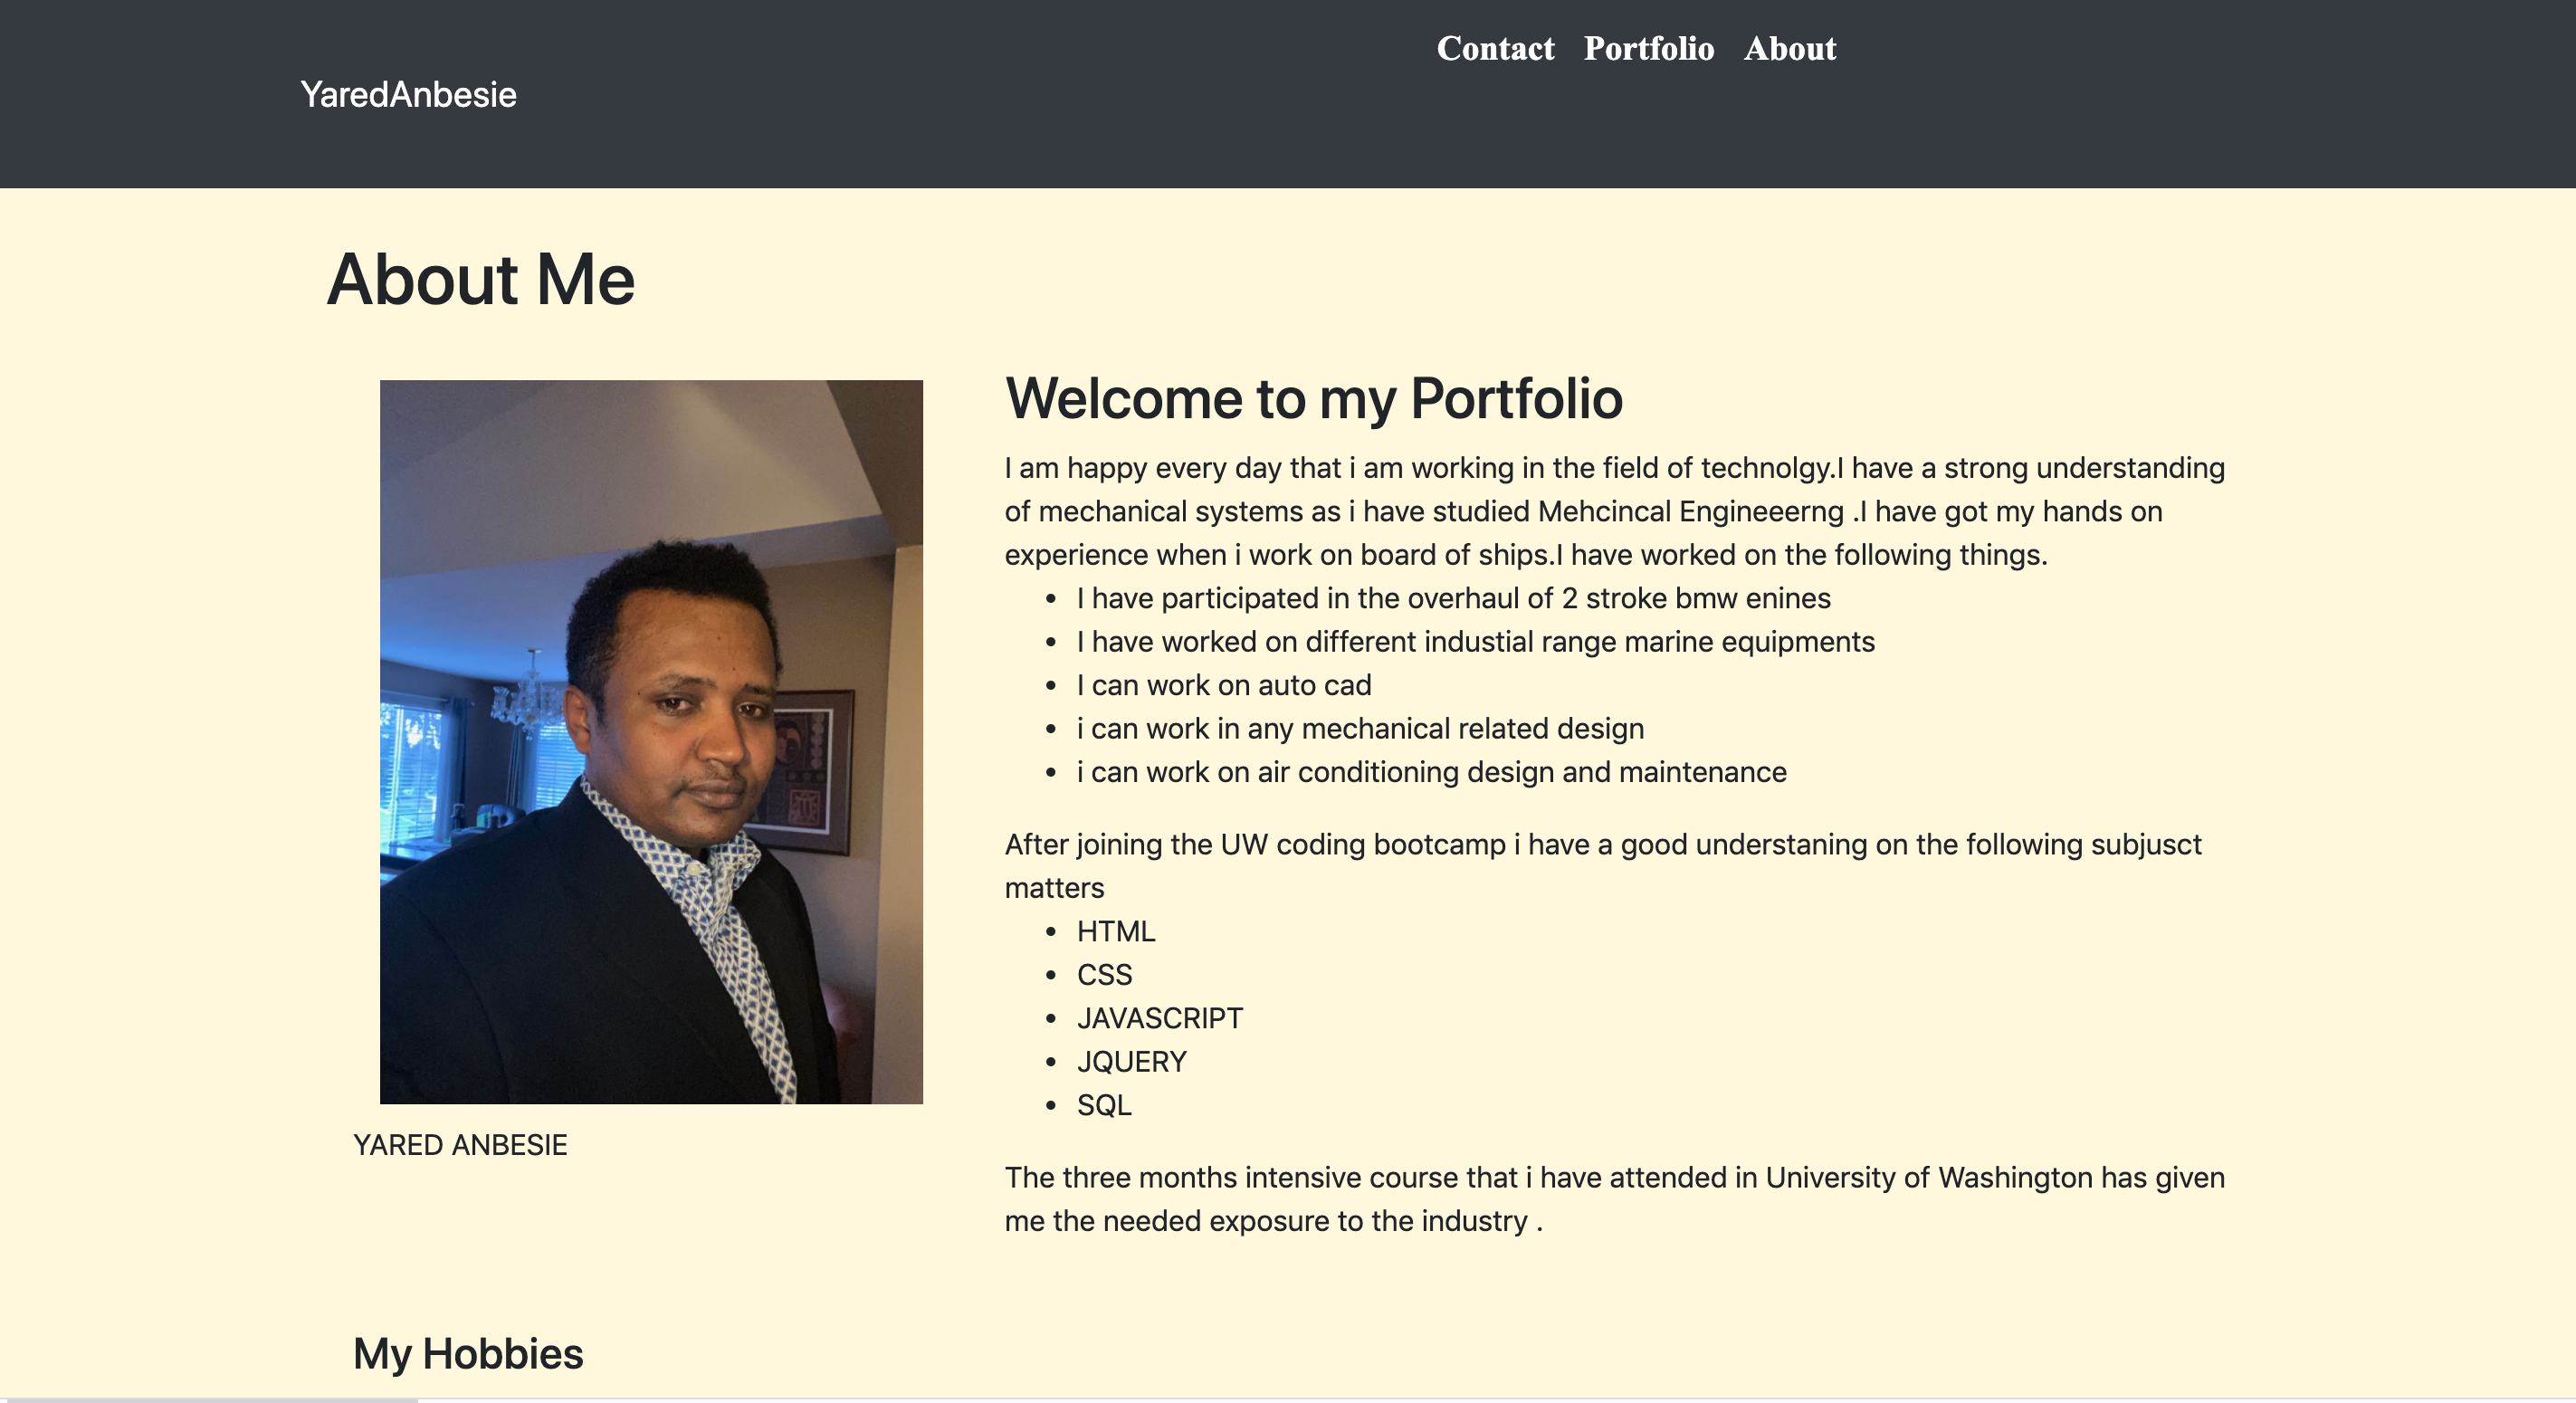 Contact Portfolio About
YaredAnbesie
About Me
Welcome to my Portfolio
I am happy every day that i am working in the field of technolgy.I have a strong understanding
of mechanical systems as i have studied Mehcincal Engineeerng .I have got my hands on
experience when i work on board of ships.I have worked on the following things.
• I have participated in the overhaul of 2 stroke bmw enines
• I have worked on different industial range marine equipments
• I can work on auto cad
• i can work in any mechanical related design
• i can work on air conditioning design and maintenance
After joining the UW coding bootcamp i have a good understaning on the following subjusct
matters
• HTML
• CSS
• JAVASCRIPT
• JQUERY
• SQL
YARED ANBESIE
The three months intensive course that i have attended in University of Washington has given
me the needed exposure to the industry .
My Hobbies